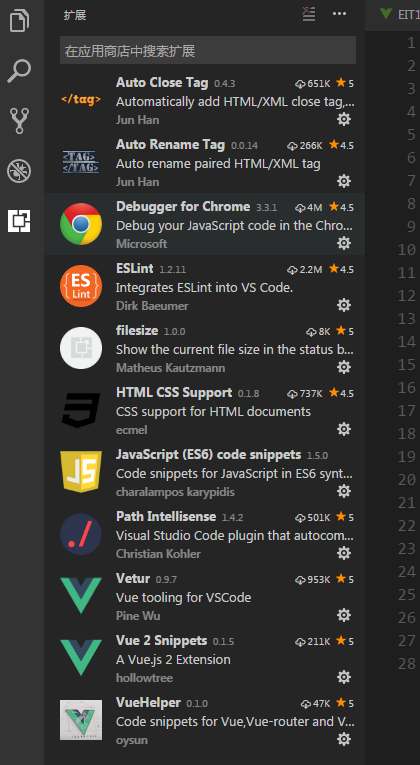 扩展
EIT1
在应用商店中搜索扩展
</tag>
Auto Close Tag 0.4.3 651K 5
Automatically add HTML/XML close tag,...
Jun Han
<TAG>
</TAG>
Auto Rename Tag 0.0.14 266K 4.5
Auto rename paired HTML/XML tag
Jun Han
Debugger for Chrome 3.3.1 4M 4.5
Debug your JavaScript code in the Chro...
Microsoft
{ES}
Lint
ESLint 1.2.11 2.2M 4.5
Integrates ESLint into VS Code.
Dirk Baeumer
filesize 1.0.0 8K 5
Show the current file size in the status b...
Matheus Kautzmann
HTML CSS Support 0.1.8 737K 4.5
CSS support for HTML documents
ecmel
JS
JavaScript (ES6) code snippets 1.5.0
Code snippets for JavaScript in ES6 synt...
charalampos karypidis
Path Intellisense 1.4.2 501K 5
Visual Studio Code plugin that autocom...
Christian Kohler
Vetur 0.9.7 953K 5
Vue tooling for VSCode
Pine Wu
Vue 2 Snippets 0.1.5 211K 5
A Vue.js 2 Extension
hollowtree
VueHelper 0.1.0 47K 5
Code snippets for Vue,Vue-router and V...
oysun
1
2
3
4
5
6
7
8
9
10
11
12
13
14
15
16
17
18
19
20
21
22
23
24
25
26
27
28